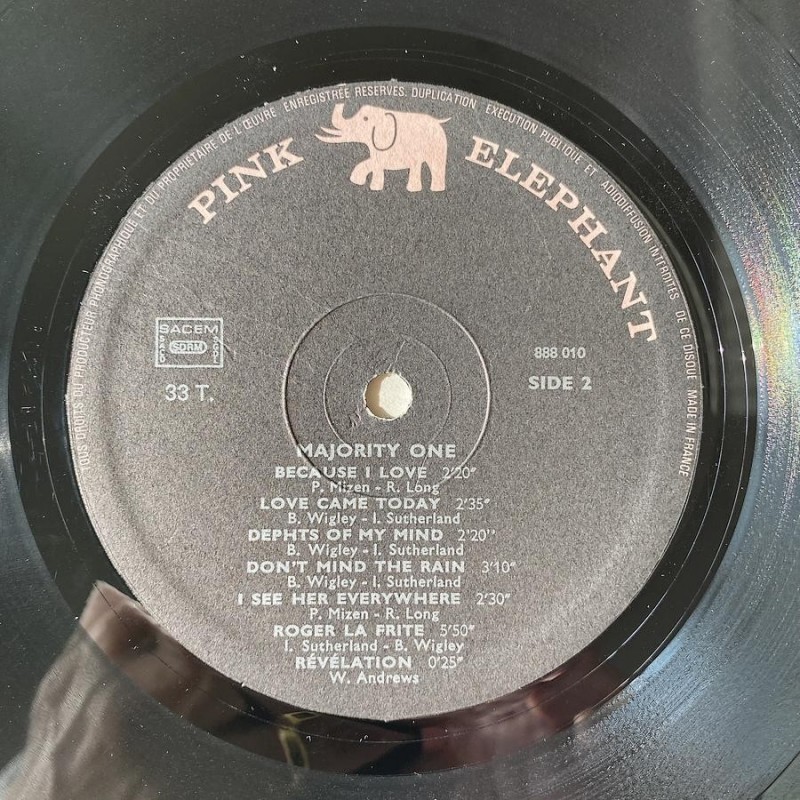 TOUS DROITS DU PRODUCTEUR PHONOGRAPHIQUE ET DU PROPRIÉTAIRE DE L'ŒUVRE ENREGISTRÉE RESERVES. DUPLICATION, EXECUTION PUBLIQUE ET RADIODIFFUSION INTERDITES DE CE DISQUE MADE IN FRANCE
PINK ELEPHANT
SACEM
SACD SDRM SGDL
33 T.
888 010
SIDE 2
MAJORITY ONE
BECAUSE I LOVE 2'20"
P. Mizen - R. Long
LOVE CAME TODAY 2'35"
B. Wigley - I. Sutherland
DEPHTS OF MY MIND 2'20''
B. Wigley - I. Sutherland
DON'T MIND THE RAIN 3'10"
B. Wigley - I. Sutherland
I SEE HER EVERYWHERE 2'30"
P. Mizen - R. Long
ROGER LA FRITE 5'50"
I. Sutherland - B. Wigley
RÉVÉLATION 0'25"
W. Andrews